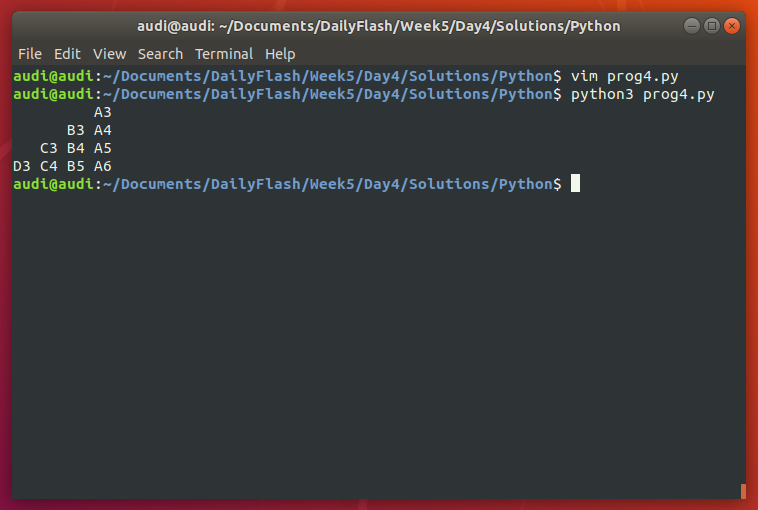 audi@audi: ~/Documents/DailyFlash/Week5/Day4/Solutions/Python
File Edit View Search Terminal Help
audi@audi:~/Documents/DailyFlash/Week5/Day4/Solutions/Python$ vim prog4.py
audi@audi:~/Documents/DailyFlash/Week5/Day4/Solutions/Python$ python3 prog4.py
         A3
      B3 A4
   C3 B4 A5
D3 C4 B5 A6
audi@audi:~/Documents/DailyFlash/Week5/Day4/Solutions/Python$